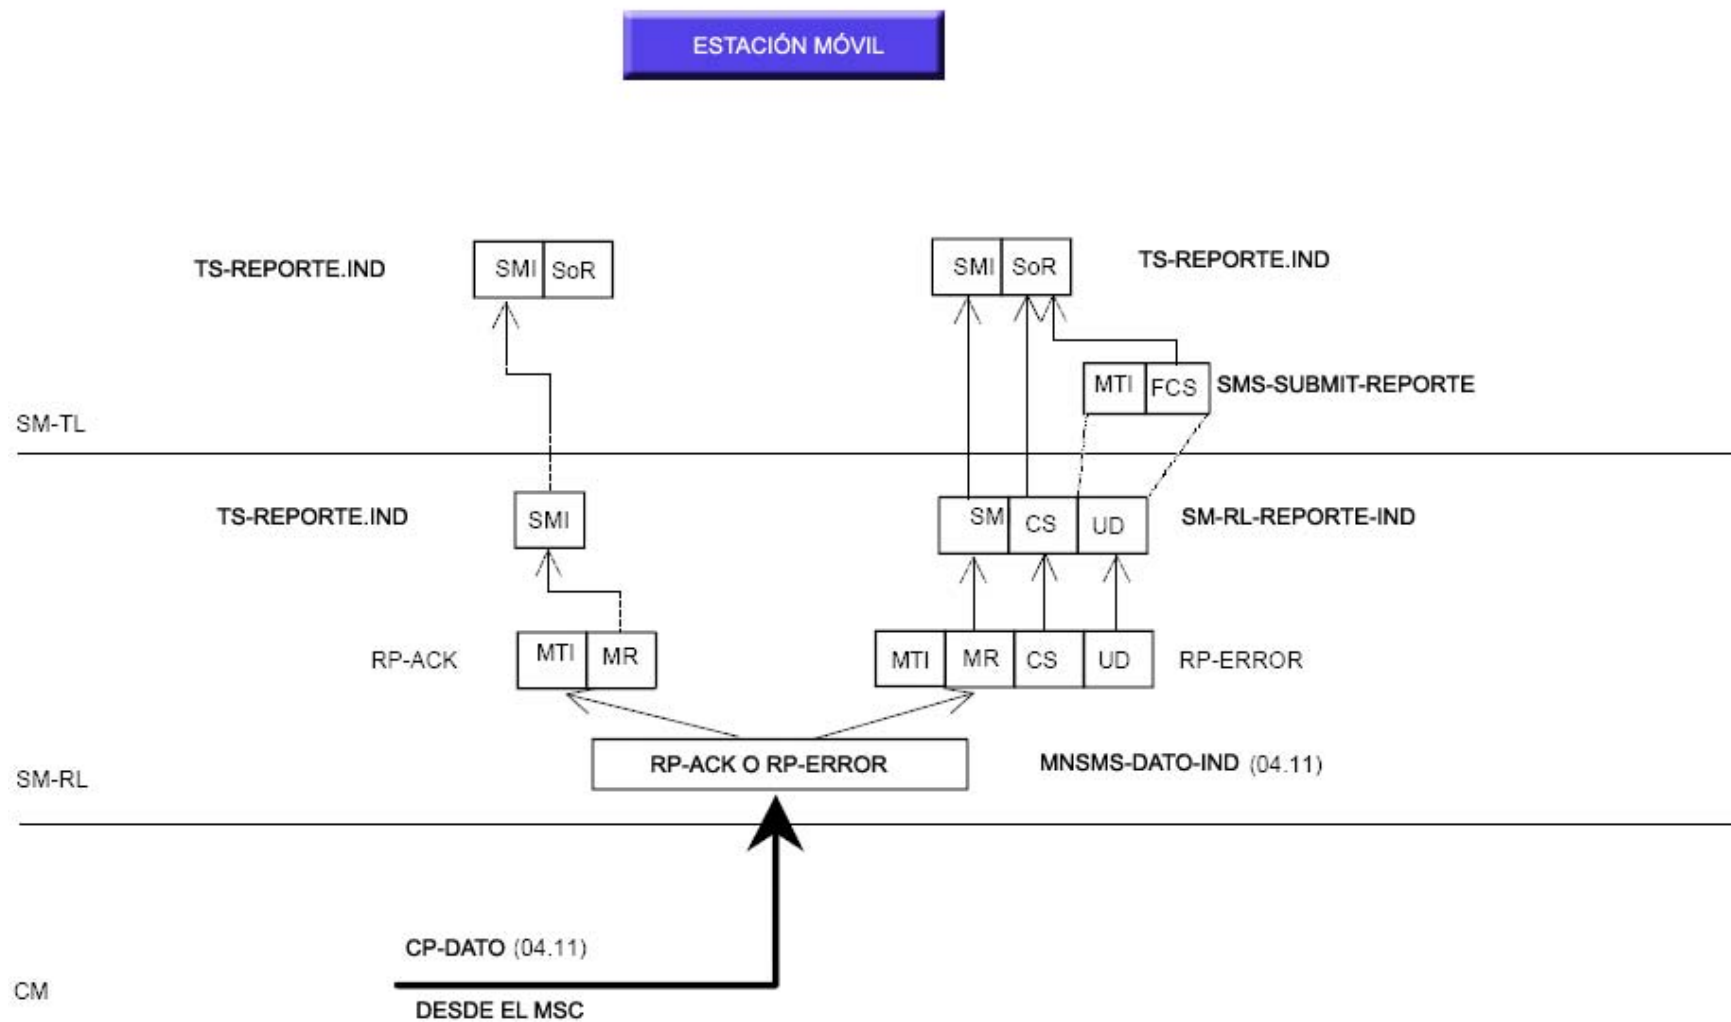 ESTACIÓN MÓVIL
TS-REPORTE.IND
SMI SoR
SMI SoR
TS-REPORTE.IND
MTI FCS
SMS-SUBMIT-REPORTE
SM-TL
TS-REPORTE.IND
SMI
SM CS UD
SM-RL-REPORTE-IND
RP-ACK
MTI MR
MTI MR CS UD
RP-ERROR
RP-ACK O RP-ERROR
MNSMS-DATO-IND (04.11)
SM-RL
CP-DATO (04.11)
CM
DESDE EL MSC